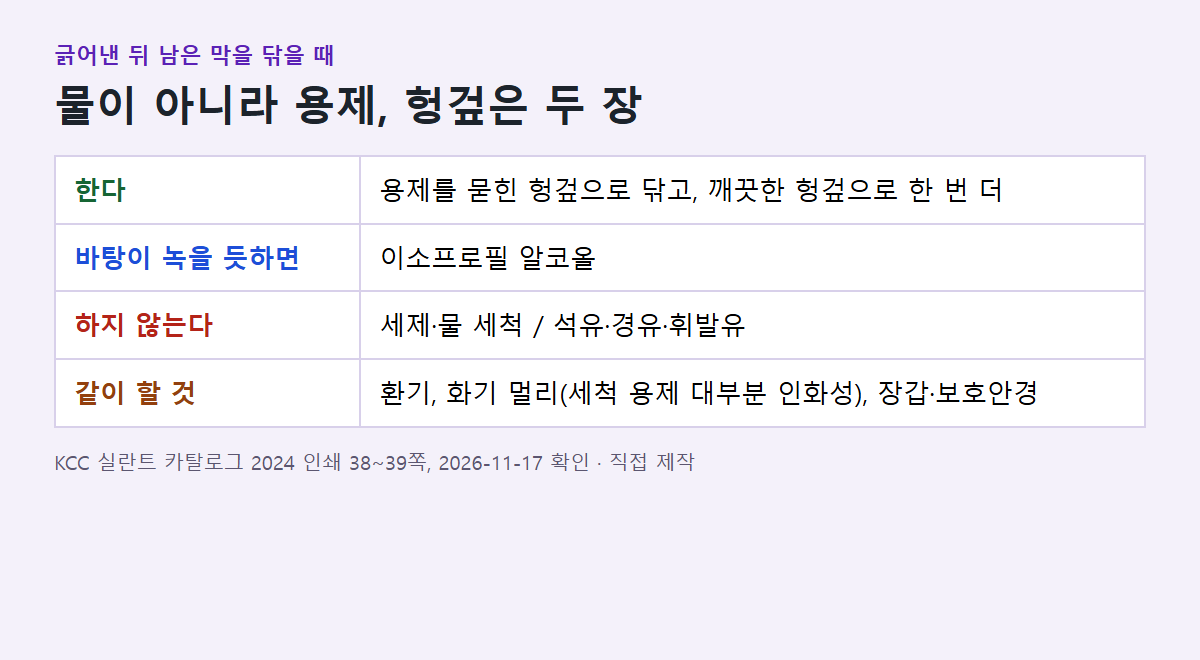 긁어낸 뒤 남은 막을 닦을 때
물이 아니라 용제, 헝겊은 두 장
한다 용제를 묻힌 헝겊으로 닦고, 깨끗한 헝겊으로 한 번 더
바탕이 녹을 듯하면 이소프로필 알코올
하지 않는다 세제·물 세척 / 석유·경유·휘발유
같이 할 것 환기, 화기 멀리(세척 용제 대부분 인화성), 장갑·보호안경
KCC 실란트 카탈로그 2024 인쇄 38~39쪽, 2026-11-17 확인 · 직접 제작